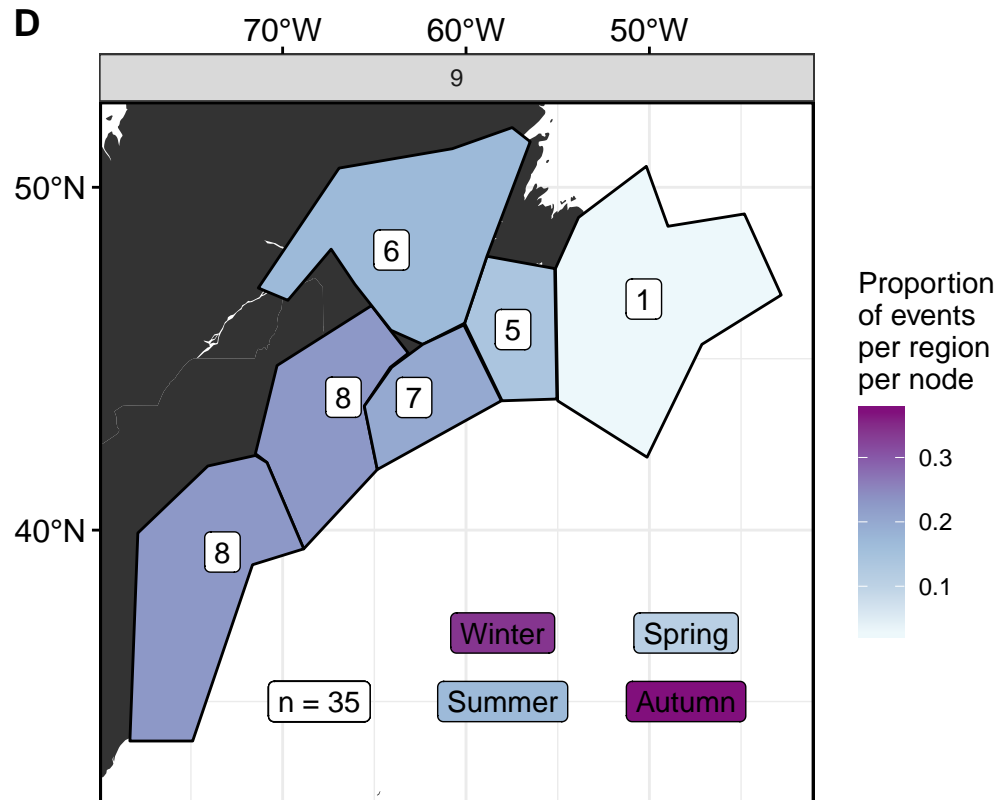 D
70°W 60°W 50°W
9
50°N
40°N
6
1
5
8
7
8
Winter
Spring
n = 35
Summer
Autumn
Proportion
of events
per region
per node
0.3
0.2
0.1